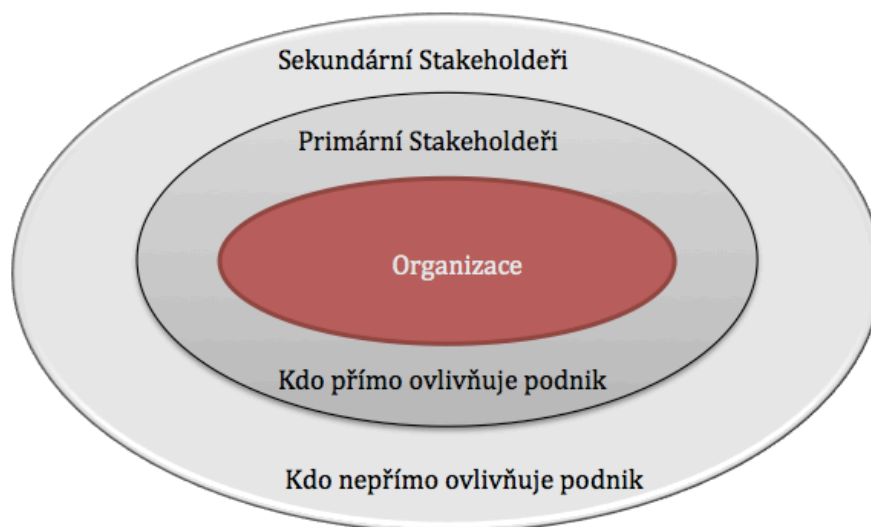 Sekundární Stakeholdeři
Primární Stakeholdeři
Organizace
Kdo přímo ovlivňuje podnik
Kdo nepřímo ovlivňuje podnik